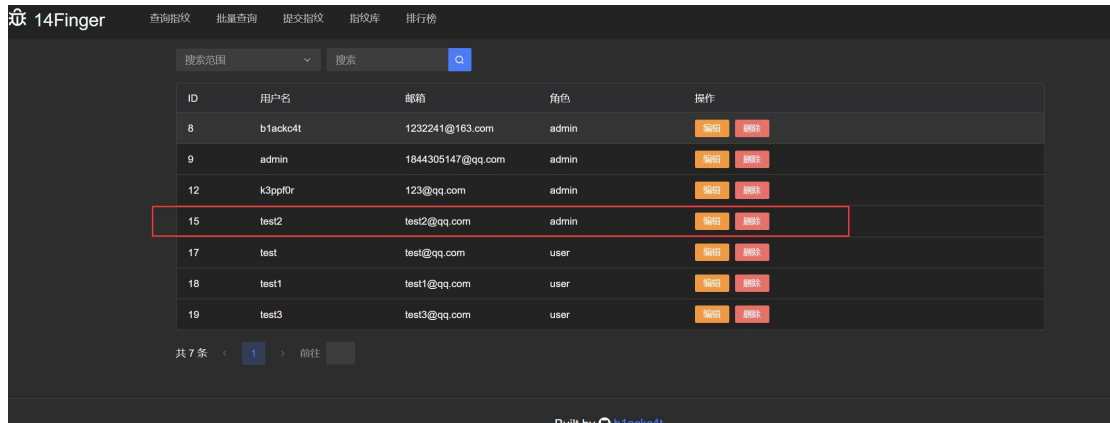 14Finger 查询指纹 批量查询 提交指纹 指纹库 排行榜
搜索范围 搜索
ID 用户名 邮箱 角色 操作
8 b1ackc4t 1232241@163.com admin 编辑 删除
9 admin 1844305147@qq.com admin 编辑 删除
12 k3ppf0r 123@qq.com admin 编辑 删除
15 test2 test2@qq.com admin 编辑 删除
17 test test@qq.com user 编辑 删除
18 test1 test1@qq.com user 编辑 删除
19 test3 test3@qq.com user 编辑 删除
共 7 条 < 1 > 前往
Built by b1ackc4t